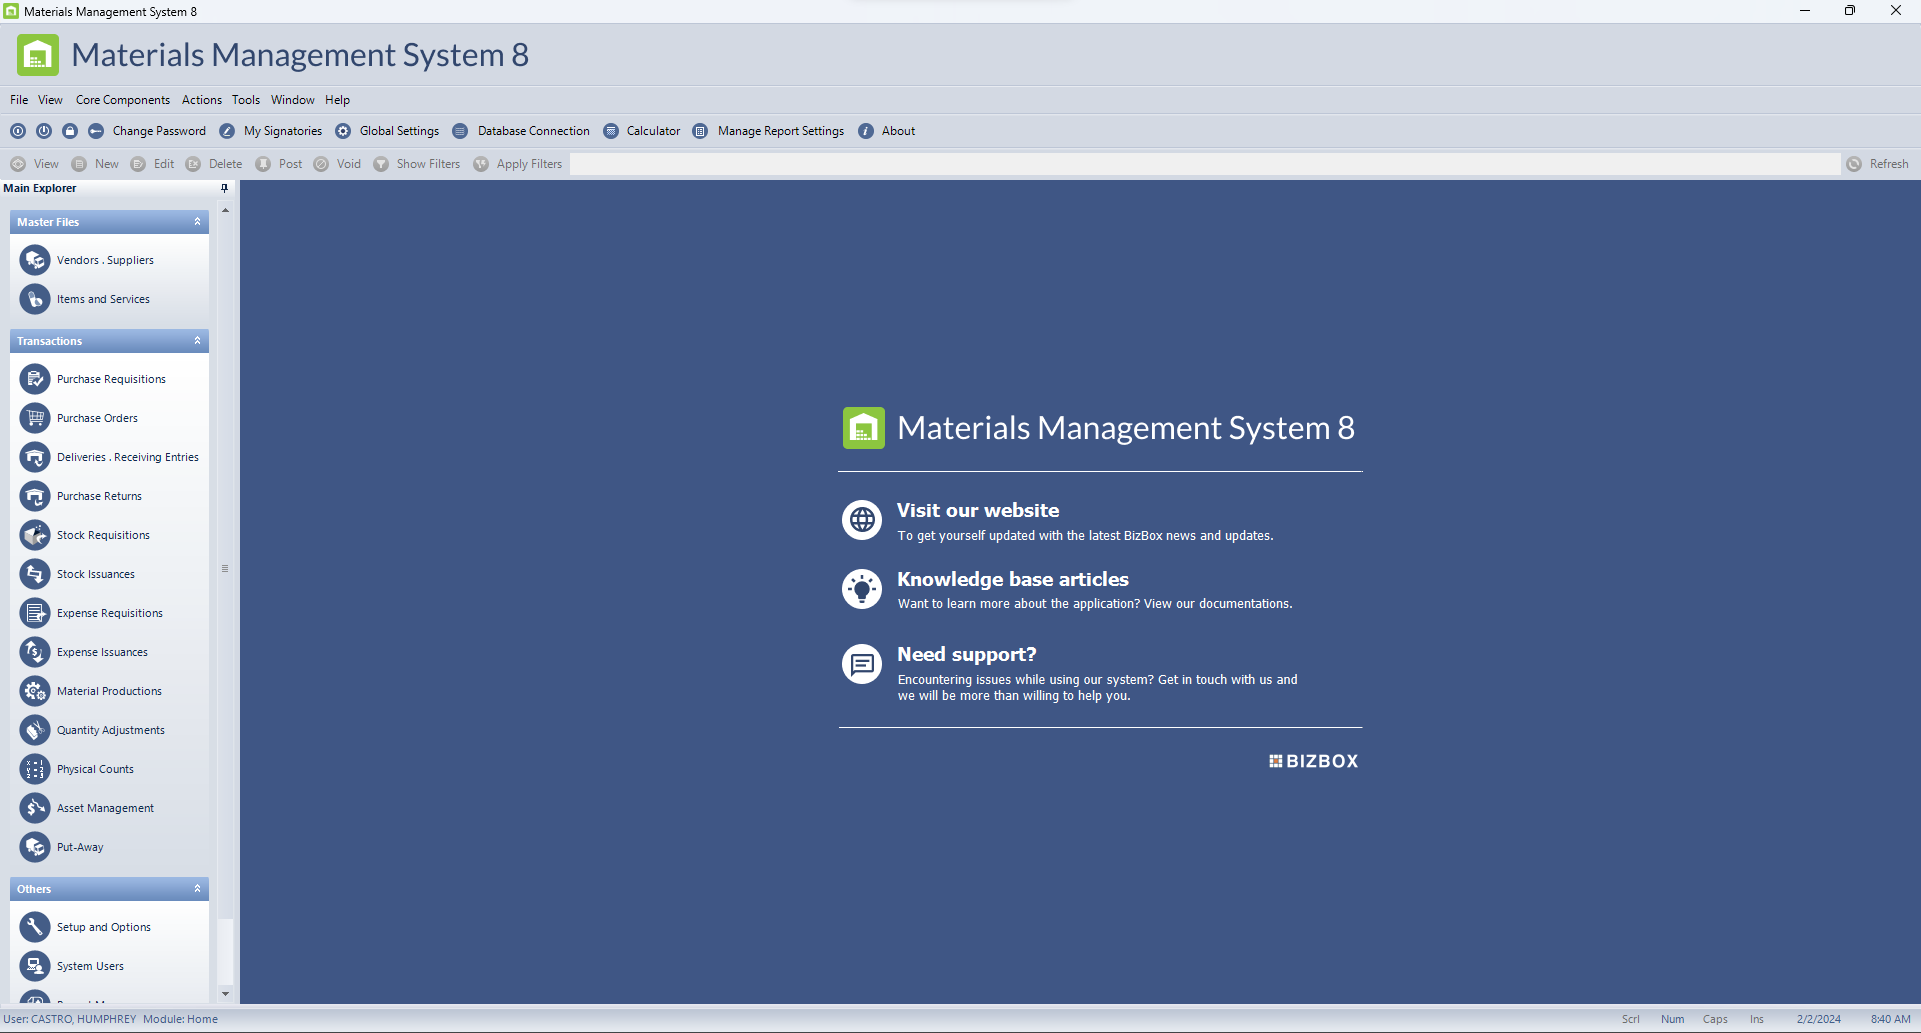 Materials Management System 8
Materials Management System 8
File View Core Components Actions Tools Window Help
Change Password My Signatories Global Settings Database Connection Calculator Manage Report Settings About
View New Edit Delete Post Void Show Filters Apply Filters Refresh
Main Explorer
Master Files
Vendors . Suppliers
Items and Services
Transactions
Purchase Requisitions
Purchase Orders
Deliveries . Receiving Entries
Purchase Returns
Stock Requisitions
Stock Issuances
Expense Requisitions
Expense Issuances
Material Productions
Quantity Adjustments
Physical Counts
Asset Management
Put-Away
Others
Setup and Options
System Users
Materials Management System 8
Visit our website
To get yourself updated with the latest BizBox news and updates.
Knowledge base articles
Want to learn more about the application? View our documentations.
Need support?
Encountering issues while using our system? Get in touch with us and
we will be more than willing to help you.
BIZBOX
User: CASTRO, HUMPHREY Module: Home Scrl Num Caps Ins 2/2/2024 8:40 AM